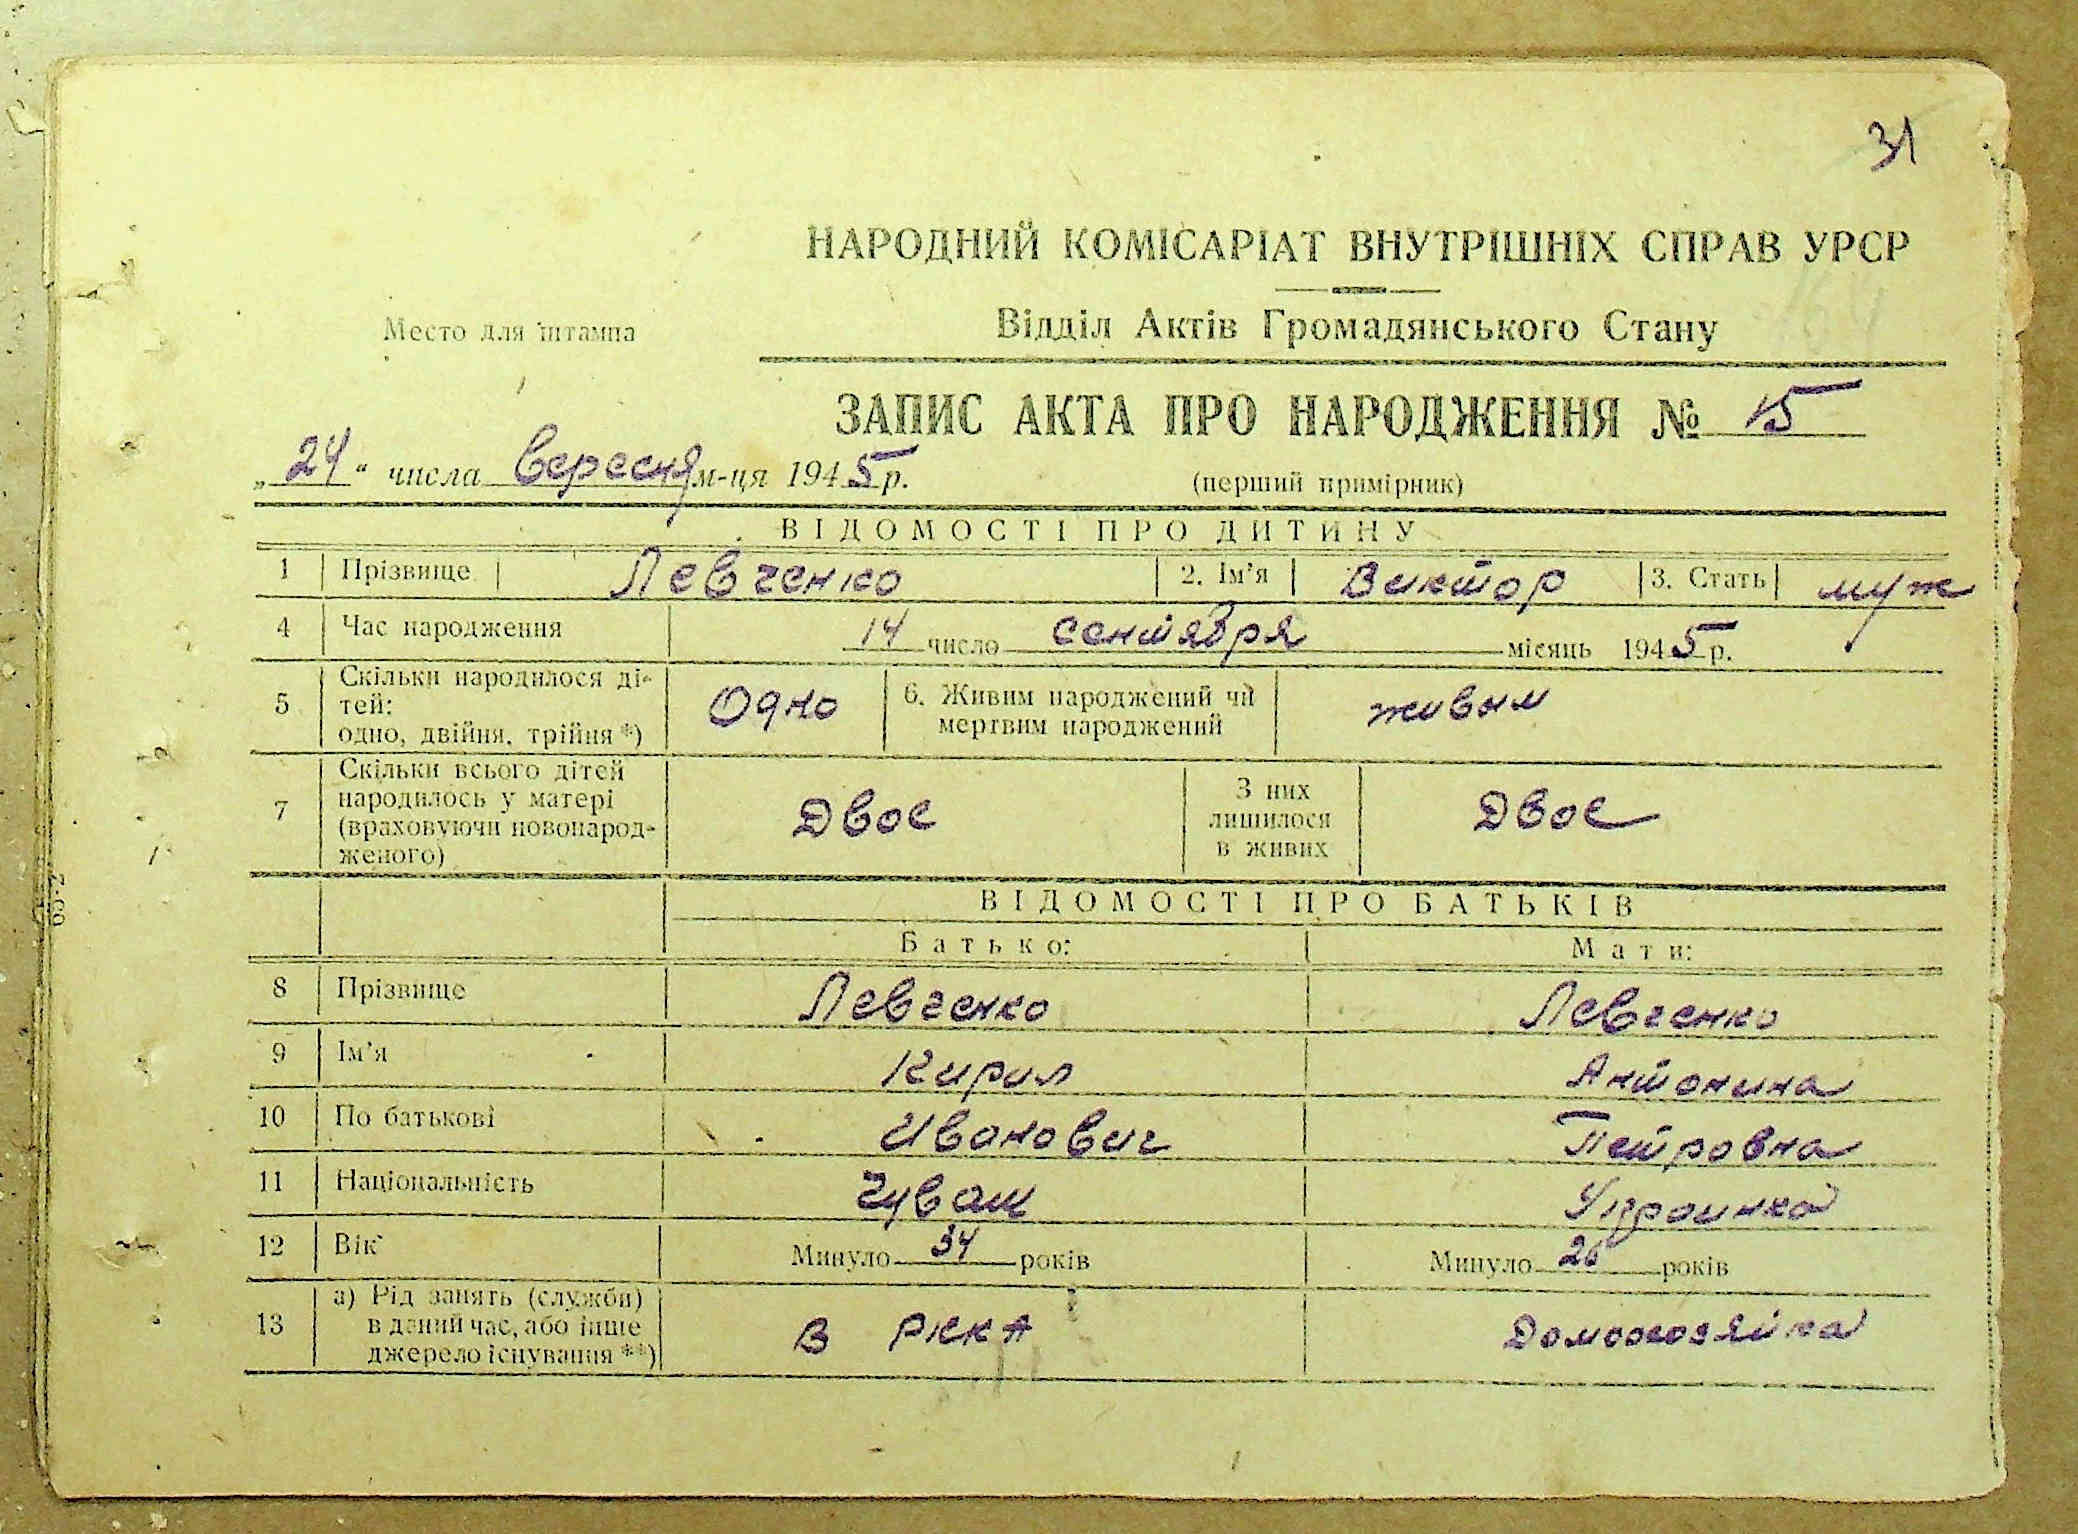 31
НАРОДНИЙ КОМІСАРІАТ ВНУТРІШНІХ СПРАВ УРСР
Место для штампа
Відділ Актів Громадянського Стану
ЗАПИС АКТА ПРО НАРОДЖЕННЯ № 15
„24“ числа вересня м-ця 1945 р.
(перший примірник)
ВІДОМОСТІ ПРО ДИТИНУ
1 Прізвище Левченко 2. Ім’я Виктор 3. Стать муж
4 Час народження 14 число сентября місяць 1945 р.
5 Скільки народилося ді-
тей:
одно, двійня, трійня *)
Одно
6. Живим народжений чи
мертвим народжений
живым
7 Скільки всього дітей
народилось у матері
(враховуючи новонарод-
женого)
Двое
З них
лишилося
в живих
Двое
ВІДОМОСТІ ПРО БАТЬКІВ
Батько: Мати:
8 Прізвище Левченко Левченко
9 Ім’я Кирил Антонина
10 По батькові Иванович Петровна
11 Національність Чуваш Украинка
12 Вік Минуло 34 років Минуло 26 років
13 а) Рід занять (служби)
в даний час, або інше
джерело існування **)
В РККА Домохозяйка